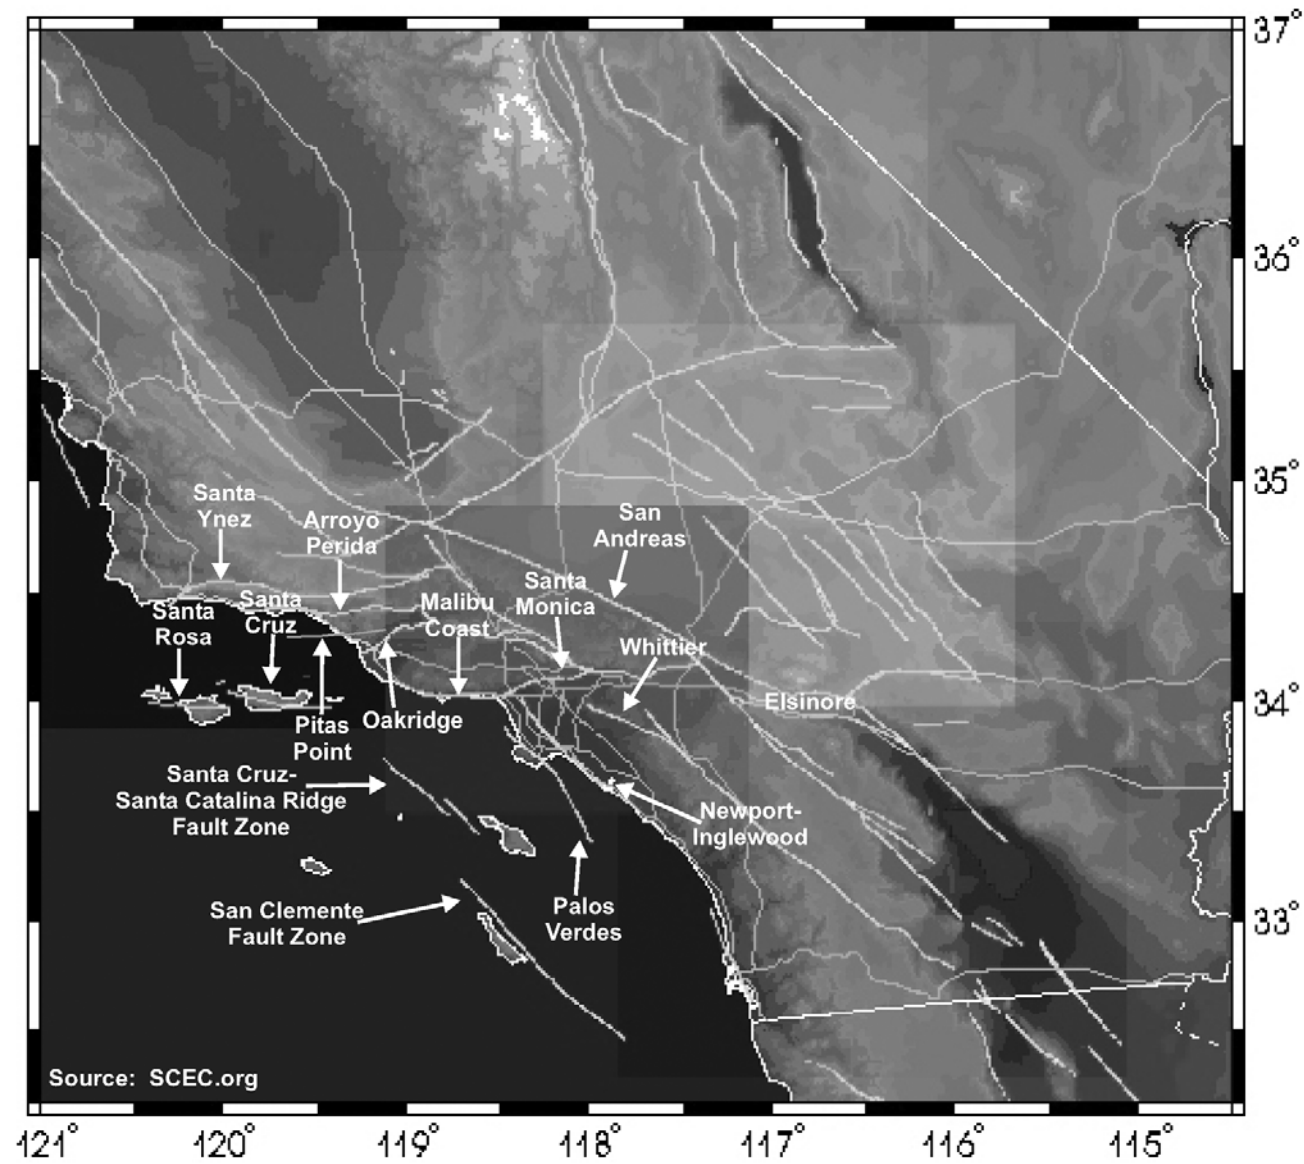 37°
36°
35°
34°
33°
Santa
Ynez
Arroyo
Perida
San
Andreas
Santa
Monica
Santa
Rosa
Santa
Cruz
Malibu
Coast
Whittier
Elsinore
Pitas
Point
Oakridge
Santa Cruz-
Santa Catalina Ridge
Fault Zone
Newport-
Inglewood
San Clemente
Fault Zone
Palos
Verdes
Source: SCEC.org
121° 120° 119° 118° 117° 116° 115°